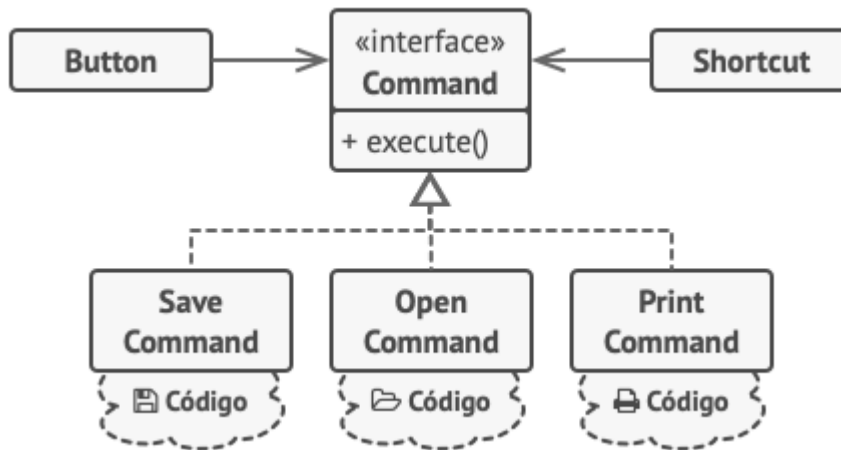 «interface»
Button
Command
Shortcut
+ execute()
Save
Command
Open
Command
Print
Command
Código
Código
Código